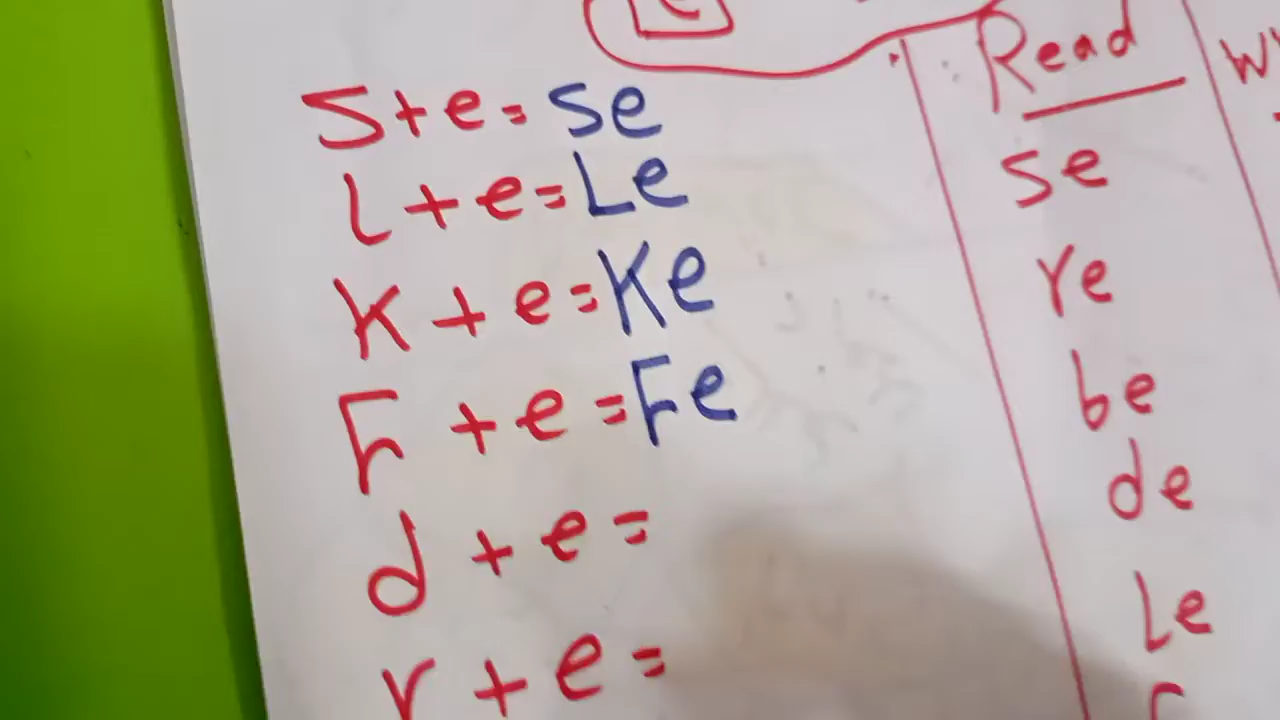 S+e=se
l+e=Le
K+e=Ke
F+e=Fe
d+e=
r+e=
Read
se
re
be
de
Le